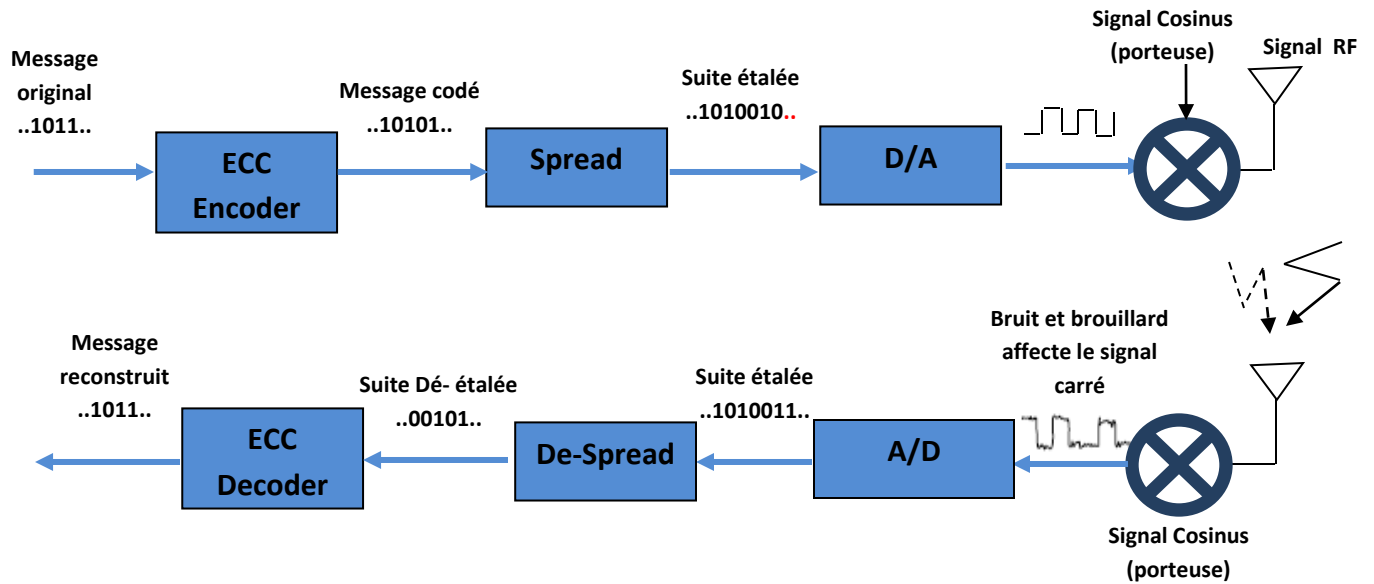 Message
original
..1011..
ECC
Encoder
Message codé
..10101..
Spread
Suite étalée
..1010010..
D/A
Signal Cosinus
(porteuse)
Signal RF
Bruit et brouillard
affecte le signal
carré
Signal Cosinus
(porteuse)
A/D
Suite étalée
..1010011..
De-Spread
Suite Dé- étalée
..00101..
ECC
Decoder
Message
reconstruit
..1011..